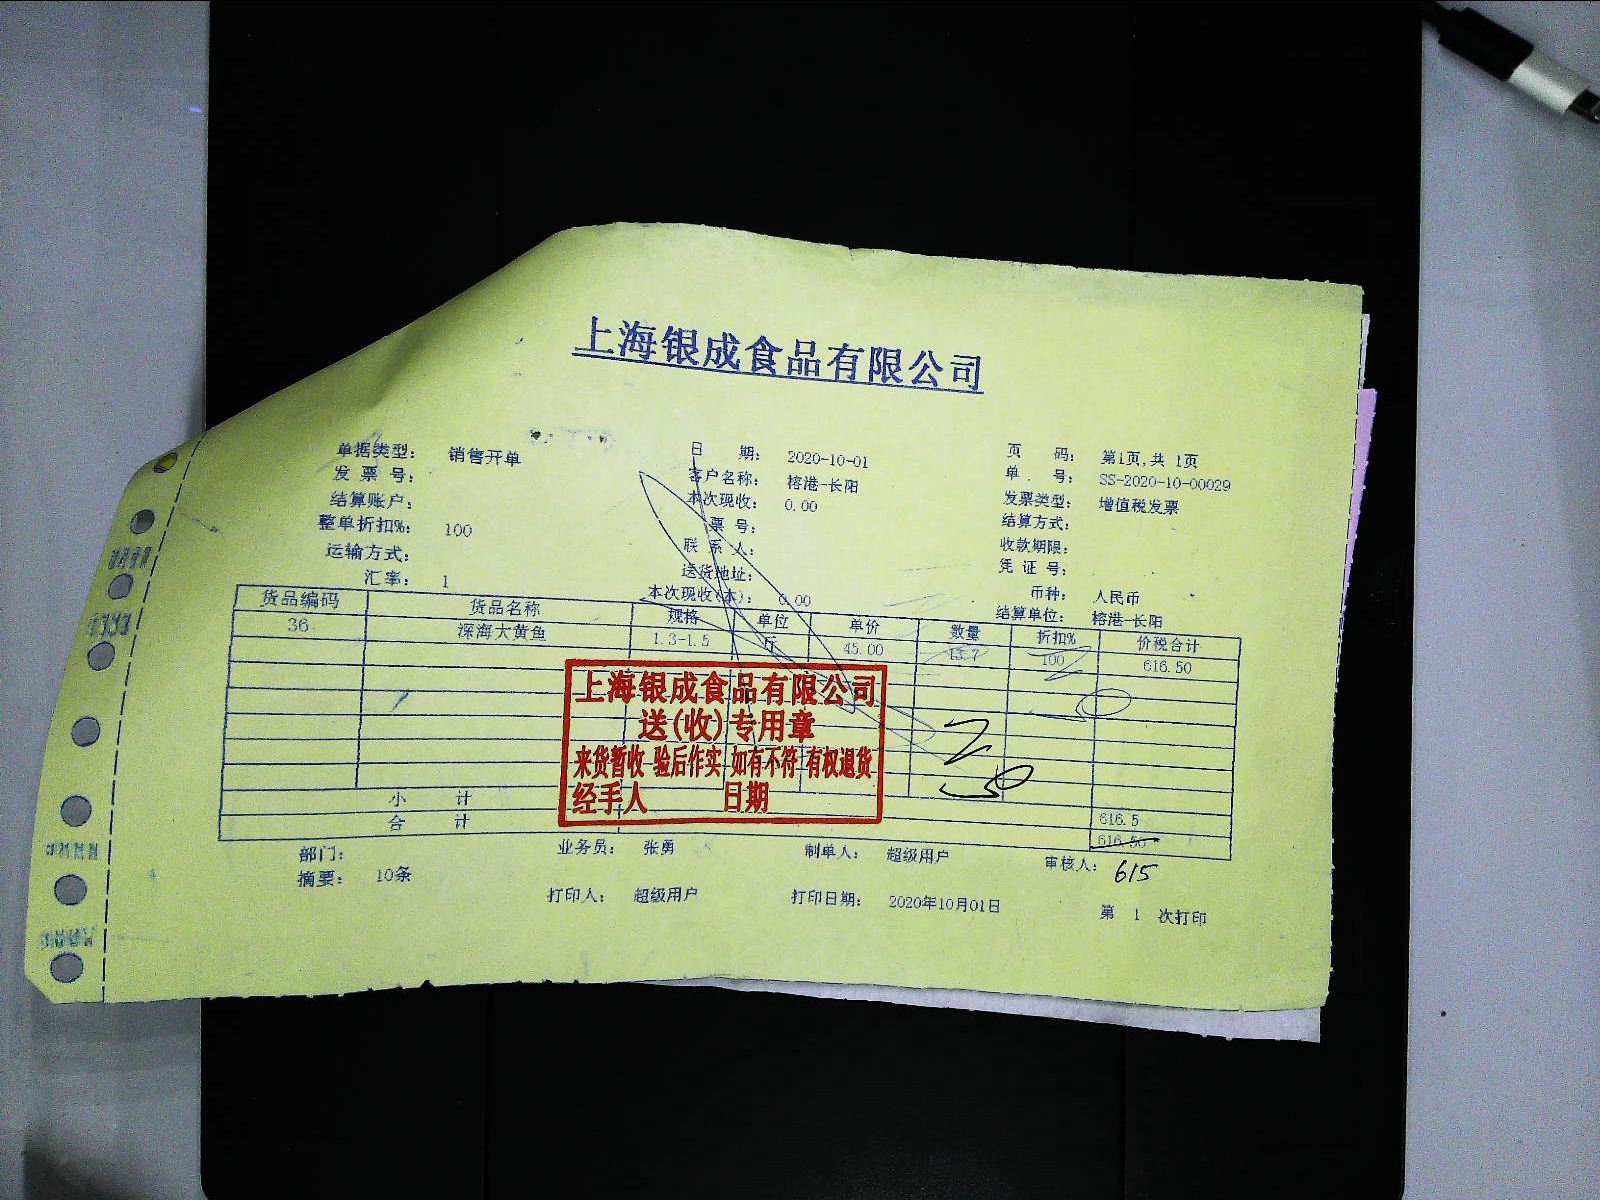 上海银成食品有限公司
单据类型： 销售开单 日 期： 2020-10-01 页 码： 第1页,共 1页
发 票 号： 客户名称： 榕港-长阳 单 号： SS-2020-10-00029
结算账户： 本次现收： 0.00 发票类型： 增值税发票
整单折扣%： 100 票 号： 结算方式：
运输方式： 联 系 人： 收款期限：
汇率： 1 送货地址： 凭 证 号：
本次现收(本)： 0.00 币种： 人民币
结算单位： 榕港-长阳
货品编码 货品名称 规格 单位 单价 数量 折扣% 价税合计
36 深海大黄鱼 1.3-1.5 斤 45.00 13.7 100 616.50
上海银成食品有限公司
送(收)专用章
来货暂收 验后作实 如有不符 有权退货
经手人 日期
小 计 616.5
合 计 616.50
部门： 业务员： 张勇 制单人： 超级用户 审核人： 615
摘要： 10条 打印人： 超级用户 打印日期： 2020年10月01日 第 1 次打印